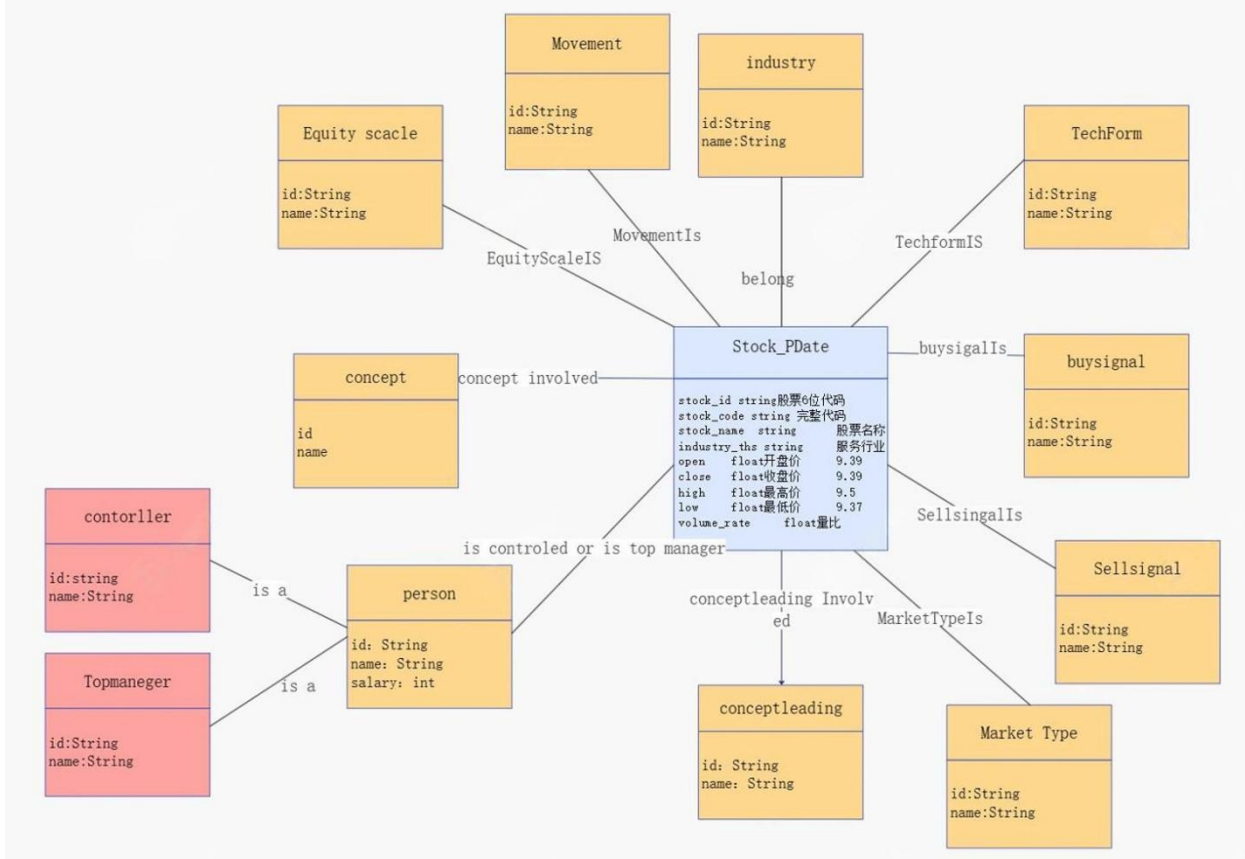 Movement
id:String
name:String
industry
id:String
name:String
Equity scacle
id:String
name:String
TechForm
id:String
name:String
MovementIs
TechformIS
EquityScaleIS
belong
Stock_PDate
stock_id string股票6位代码
stock_code string 完整代码
stock_name string 股票名称
industry_ths string 服务行业
open float开盘价 9.39
close float收盘价 9.39
high float最高价 9.5
low float最低价 9.37
volume_rate float量比
buysigalIs
buysignal
id:String
name:String
concept
id
name
concept involved
contorller
id:string
name:String
is a
is controled or is top manager
SellsingalIs
Sellsignal
id:String
name:String
person
id: String
name: String
salary: int
conceptleading Involv
ed
MarketTypeIs
Topmaneger
id:String
name:String
is a
conceptleading
id: String
name: String
Market Type
id:String
name:String